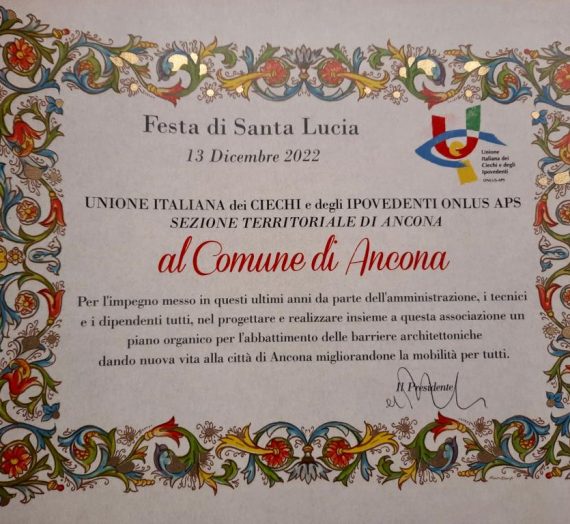 Festa di Santa Lucia
13 Dicembre 2022
Unione
Italiana dei
Ciechi e degli
Ipovedenti
ONLUS-APS
UNIONE ITALIANA dei CIECHI e degli IPOVEDENTI ONLUS APS
SEZIONE TERRITORIALE DI ANCONA
al Comune di Ancona
Per l'impegno messo in questi ultimi anni da parte dell'amministrazione, i tecnici
e i dipendenti tutti, nel progettare e realizzare insieme a questa associazione un
piano organico per l'abbattimento delle barriere architettoniche
dando nuova vita alla città di Ancona migliorandone la mobilità per tutti.
Il Presidente